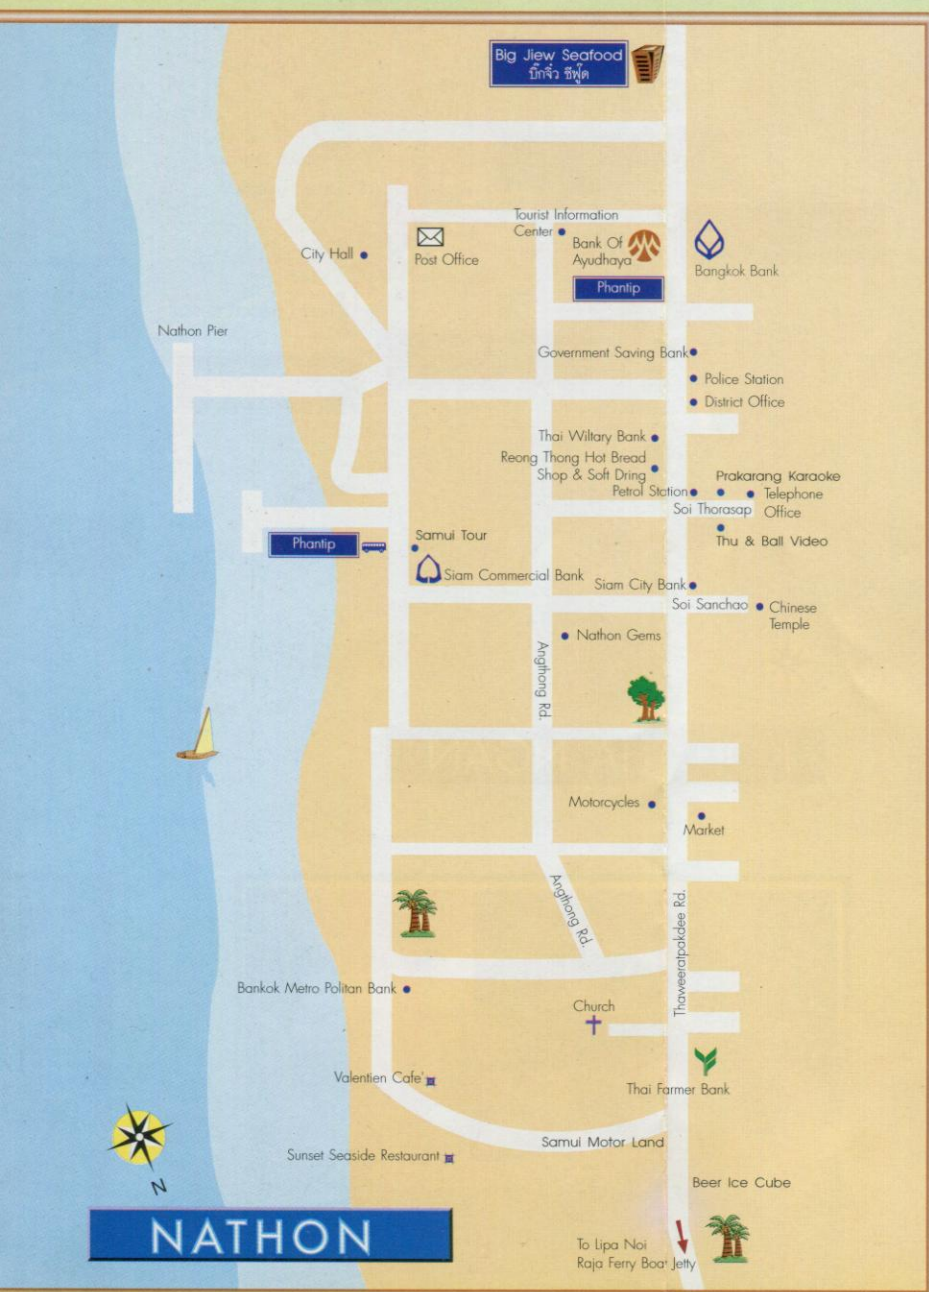 Big Jiew Seafood
บิ๊กจิ๋ว ซีฟู๊ด
Tourist Information
Center
City Hall
Post Office
Bank Of
Ayudhaya
Bangkok Bank
Phantip
Nathon Pier
Government Saving Bank
Police Station
District Office
Thai Wiltary Bank
Reong Thong Hot Bread
Shop & Soft Dring
Prakarang Karaoke
Petrol Station
Telephone
Office
Soi Thorasap
Phantip
Samui Tour
Thu & Ball Video
Siam Commercial Bank
Siam City Bank
Soi Sanchao
Chinese
Temple
Nathon Gems
Angthong Rd.
Motorcycles
Market
Angthong Rd.
Thaweeratpakdee Rd.
Bankok Metro Politan Bank
Church
Valentien Cafe'
Thai Farmer Bank
Samui Motor Land
Sunset Seaside Restaurant
Beer Ice Cube
N
NATHON
To Lipa Noi
Raja Ferry Boat Jetty